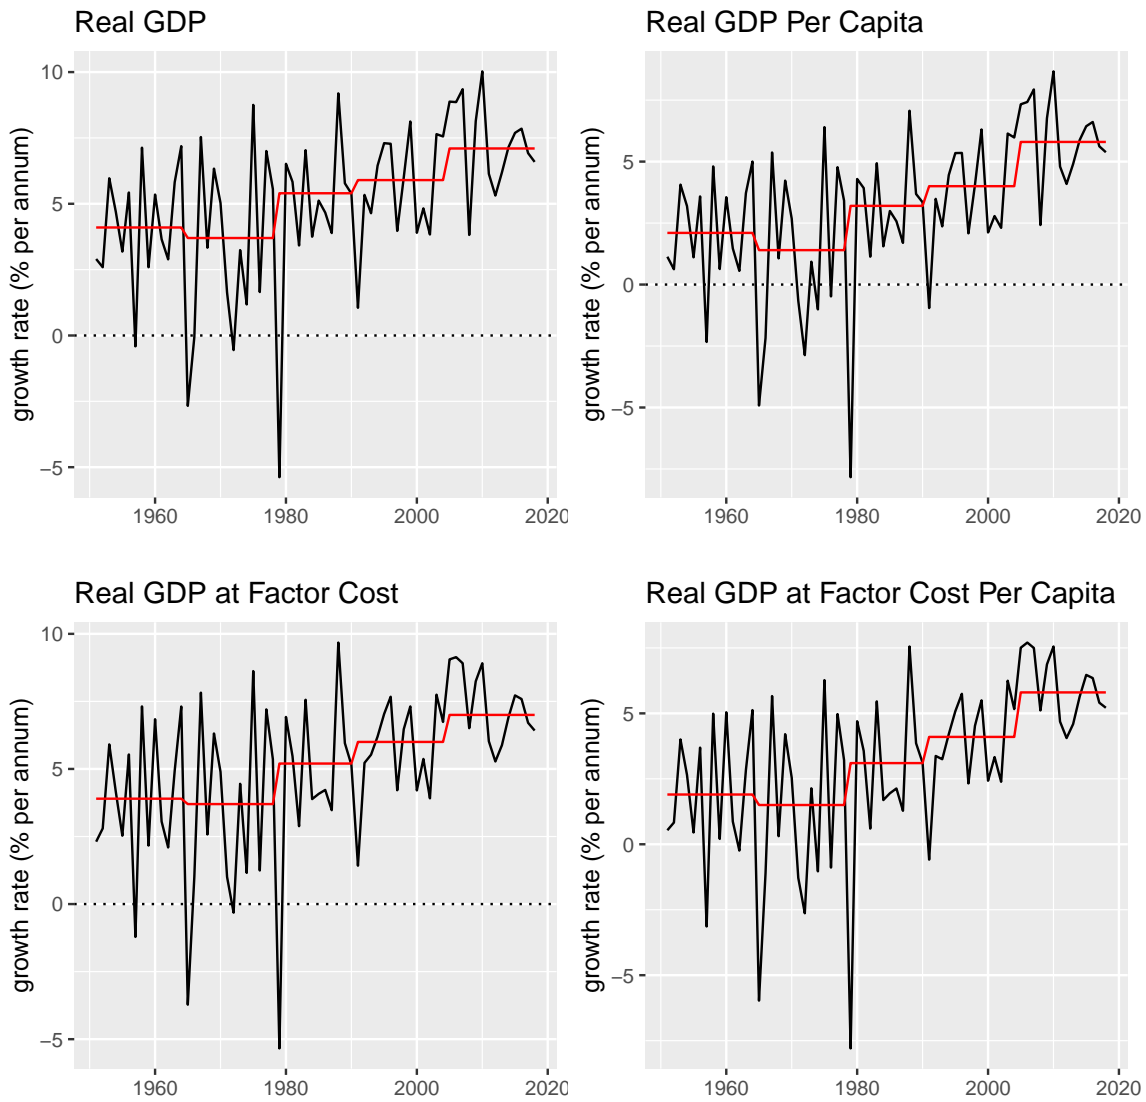 Real GDP
growth rate (% per annum)
10
5
0
−5
1960 1980 2000 2020
Real GDP Per Capita
growth rate (% per annum)
5
0
−5
1960 1980 2000 2020
Real GDP at Factor Cost
growth rate (% per annum)
10
5
0
−5
1960 1980 2000 2020
Real GDP at Factor Cost Per Capita
growth rate (% per annum)
5
0
−5
1960 1980 2000 2020